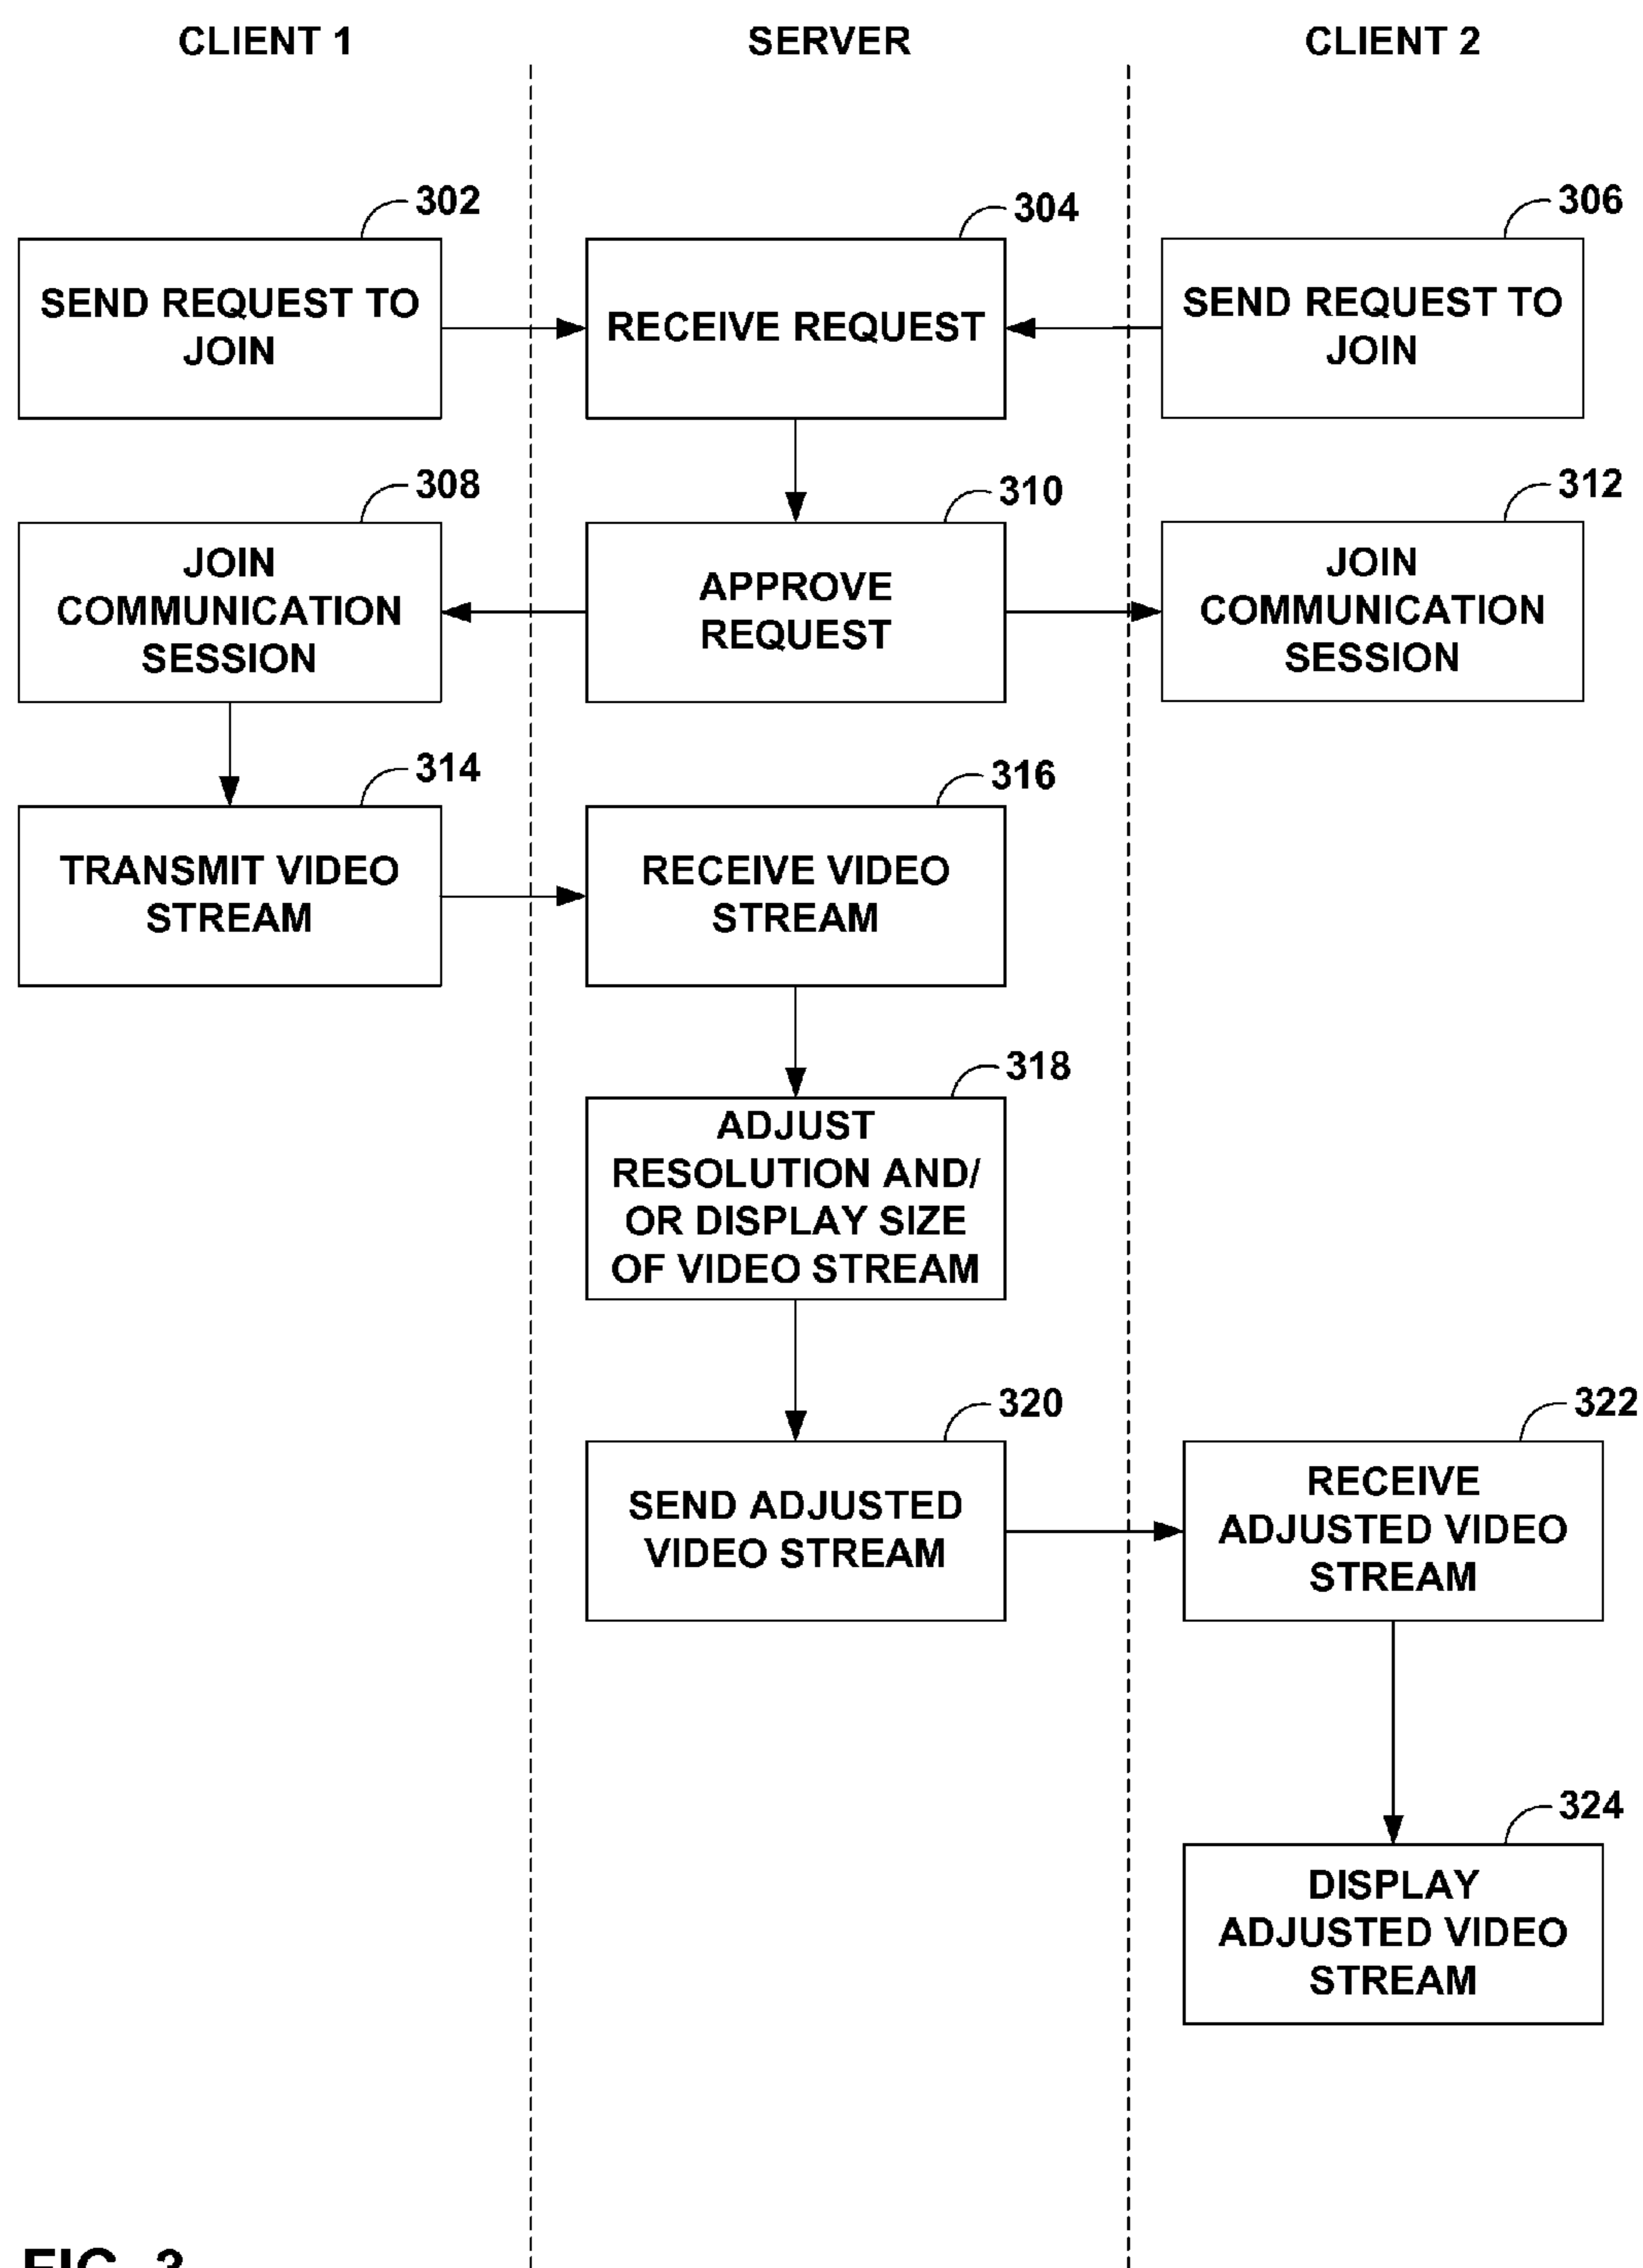 CLIENT 1
SERVER
CLIENT 2
302
304
306
SEND REQUEST TO
JOIN
RECEIVE REQUEST
SEND REQUEST TO
JOIN
308
310
312
JOIN
COMMUNICATION
SESSION
APPROVE
REQUEST
JOIN
COMMUNICATION
SESSION
314
316
TRANSMIT VIDEO
STREAM
RECEIVE VIDEO
STREAM
318
ADJUST
RESOLUTION AND/
OR DISPLAY SIZE
OF VIDEO STREAM
320
322
SEND ADJUSTED
VIDEO STREAM
RECEIVE
ADJUSTED VIDEO
STREAM
324
DISPLAY
ADJUSTED VIDEO
STREAM
FIG. 3